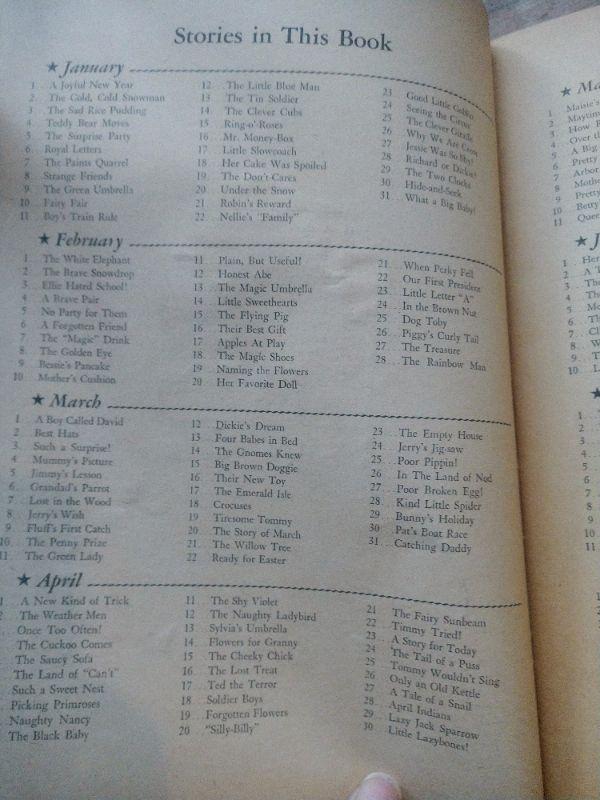 Stories in This Book
★ January
1 A Joyful New Year
2 The Cold, Cold Snowman
3 The Sad Rice Pudding
4 Teddy Bear Moves
5 The Surprise Party
6 Royal Letters
7 The Paints Quarrel
8 Strange Friends
9 The Green Umbrella
10 Fairy Fair
11 Boy's Train Ride
12 The Little Blue Man
13 The Tin Soldier
14 The Clever Cubs
15 Ring-o'-Roses
16 Mr. Money-Box
17 Little Slowcoach
18 Her Cake Was Spoiled
19 The Don't-Cares
20 Under the Snow
21 Robin's Reward
22 Nellie's "Family"
23 Good Little
24 Seeing the Circus
25 The Clever
26 Why We Are
27 Jessie Was So Shy!
28 Richard or Dickie?
29 The Two Clocks
30 Hide-and-Seek
31 What a Big Baby!
★ February
1 The White Elephant
2 The Brave Snowdrop
3 Ellie Hated School!
4 A Brave Pair
5 No Party for Them
6 A Forgotten Friend
7 The "Magic" Drink
8 The Golden Eye
9 Bessie's Pancake
10 Mother's Cushion
11 Plain, But Useful!
12 Honest Abe
13 The Magic Umbrella
14 Little Sweethearts
15 The Flying Pig
16 Their Best Gift
17 Apples At Play
18 The Magic Shoes
19 Naming the Flowers
20 Her Favorite Doll
21 When Perky Fell
22 Our First President
23 Little Letter "A"
24 In the Brown Nut
25 Dog Toby
26 Piggy's Curly Tail
27 The Treasure
28 The Rainbow Man
★ March
1 A Boy Called David
2 Best Hats
3 Such a Surprise!
4 Mummy's Picture
5 Jimmy's Lesson
6 Grandad's Parrot
7 Lost in the Wood
8 Jerry's Wish
9 Fluff's First Catch
10 The Penny Prize
11 The Green Lady
12 Dickie's Dream
13 Four Babes in Bed
14 The Gnomes Knew
15 Big Brown Doggie
16 Their New Toy
17 The Emerald Isle
18 Crocuses
19 Tiresome Tommy
20 The Story of March
21 The Willow Tree
22 Ready for Easter
23 The Empty House
24 Jerry's Jig-saw
25 Poor Pippin!
26 In The Land of Nod
27 Poor Broken Egg!
28 Kind Little Spider
29 Bunny's Holiday
30 Pat's Boat Race
31 Catching Daddy
★ April
A New Kind of Trick
The Weather Men
Once Too Often!
The Cuckoo Comes
The Saucy Sofa
The Land of "Can't"
Such a Sweet Nest
Picking Primroses
Naughty Nancy
The Black Baby
11 The Shy Violet
12 The Naughty Ladybird
13 Sylvia's Umbrella
14 Flowers for Granny
15 The Cheeky Chick
16 The Lost Treat
17 Ted the Terror
18 Soldier Boys
19 Forgotten Flowers
20 "Silly-Billy"
21 The Fairy Sunbeam
22 Timmy Tried!
23 A Story for Today
24 The Tail of a Puss
25 Tommy Wouldn't Sing
26 Only an Old Kettle
27 A Tale of a Snail
28 April Indians
29 Lazy Jack Sparrow
30 Little Lazybones!